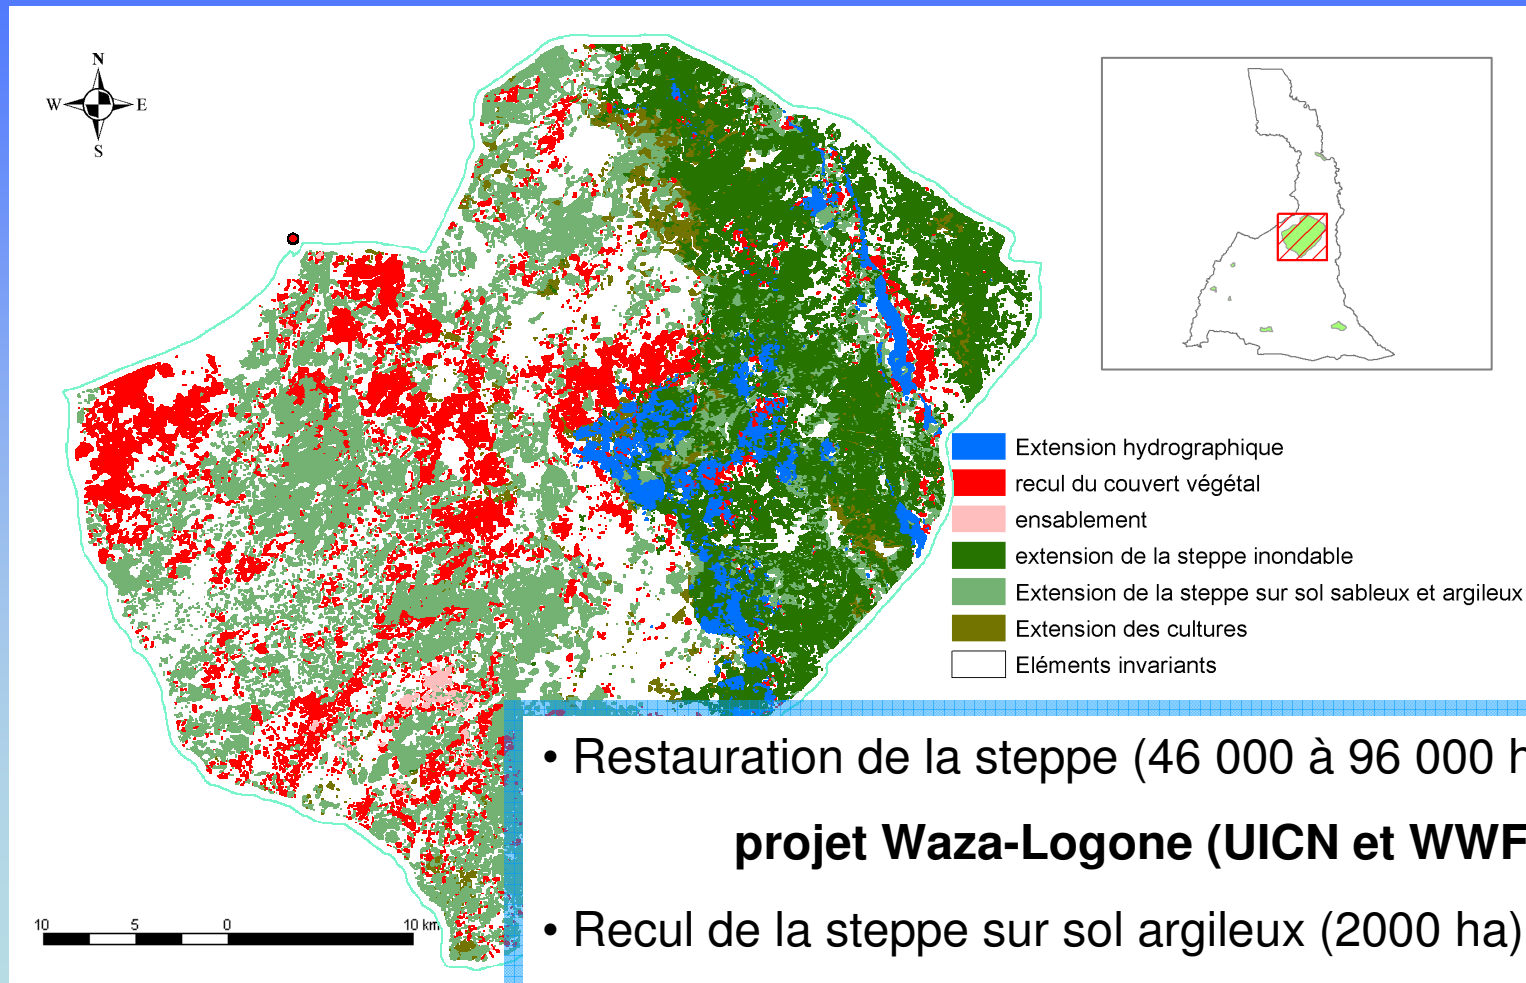 N
W E
S
Extension hydrographique
recul du couvert végétal
ensablement
extension de la steppe inondable
Extension de la steppe sur sol sableux et argileux
Extension des cultures
Eléments invariants
10 5 0 10 km
• Restauration de la steppe (46 000 à 96 000 h
projet Waza-Logone (UICN et WWF
• Recul de la steppe sur sol argileux (2000 ha)